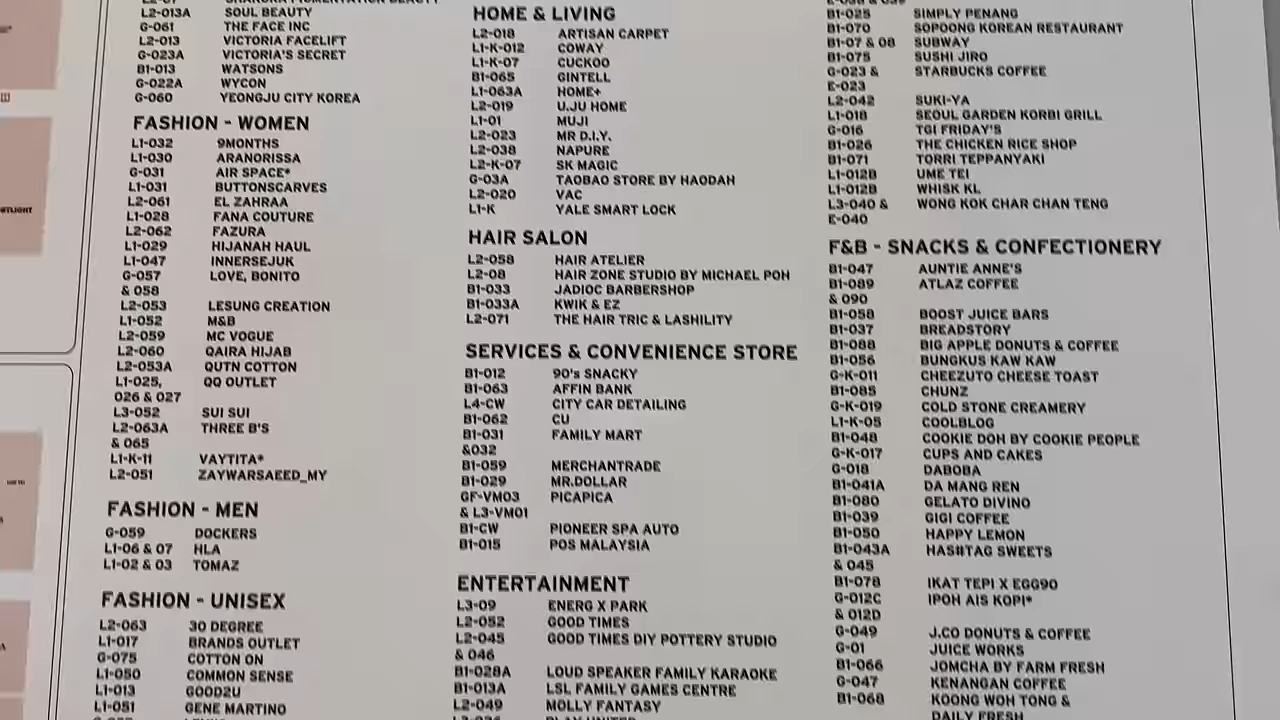 L2-013A SOUL BEAUTY
G-061 THE FACE INC
L2-013 VICTORIA FACELIFT
G-023A VICTORIA'S SECRET
B1-013 WATSONS
G-022A WYCON
G-060 YEONGJU CITY KOREA
FASHION - WOMEN
L1-032 9MONTHS
L1-030 ARANORISSA
G-031 AIR SPACE*
L1-031 BUTTONSCARVES
L2-061 EL ZAHRAA
L1-028 FANA COUTURE
L2-062 FAZURA
L1-029 HIJANAH HAUL
L1-047 INNERSEJUK
G-057 LOVE, BONITO
& 058
L2-053 LESUNG CREATION
L1-052 M&B
L2-059 MC VOGUE
L2-060 QAIRA HIJAB
L2-053A QUTN COTTON
L1-025, QQ OUTLET
026 & 027
L3-052 SUI SUI
L2-063A THREE B'S
& 065
L1-K-11 VAYTITA*
L2-051 ZAYWARSAEED_MY
FASHION - MEN
G-059 DOCKERS
L1-06 & 07 HLA
L1-02 & 03 TOMAZ
FASHION - UNISEX
L2-063 30 DEGREE
L1-017 BRANDS OUTLET
G-075 COTTON ON
L1-050 COMMON SENSE
L1-013 GOOD2U
L1-051 GENE MARTINO
HOME & LIVING
L2-018 ARTISAN CARPET
L1-K-012 COWAY
L1-K-07 CUCKOO
B1-065 GINTELL
L1-063A HOME+
L2-019 U.JU HOME
L1-01 MUJI
L2-023 MR D.I.Y.
L2-038 NAPURE
L2-K-07 SK MAGIC
G-03A TAOBAO STORE BY HAODAH
L2-020 VAC
L1-K YALE SMART LOCK
HAIR SALON
L2-058 HAIR ATELIER
L2-08 HAIR ZONE STUDIO BY MICHAEL POH
B1-033 JADIOC BARBERSHOP
B1-033A KWIK & EZ
L2-071 THE HAIR TRIC & LASHILITY
SERVICES & CONVENIENCE STORE
B1-012 90's SNACKY
B1-063 AFFIN BANK
L4-CW CITY CAR DETAILING
B1-062 CU
B1-031 FAMILY MART
&032
B1-059 MERCHANTRADE
B1-029 MR.DOLLAR
GF-VM03 PICAPICA
& L3-VM01
B1-CW PIONEER SPA AUTO
B1-015 POS MALAYSIA
ENTERTAINMENT
L3-09 ENERG X PARK
L2-052 GOOD TIMES
L2-045 GOOD TIMES DIY POTTERY STUDIO
& 046
B1-028A LOUD SPEAKER FAMILY KARAOKE
B1-013A LSL FAMILY GAMES CENTRE
L2-049 MOLLY FANTASY
B1-025 SIMPLY PENANG
B1-070 SOPOONG KOREAN RESTAURANT
B1-07 & 08 SUBWAY
B1-075 SUSHI JIRO
G-023 & STARBUCKS COFFEE
E-023
L2-042 SUKI-YA
L1-018 SEOUL GARDEN KORBI GRILL
G-016 TGI FRIDAY'S
B1-026 THE CHICKEN RICE SHOP
B1-071 TORRI TEPPANYAKI
L1-012B UME TEI
L1-012B WHISK KL
L3-040 & WONG KOK CHAR CHAN TENG
E-040
F&B - SNACKS & CONFECTIONERY
B1-047 AUNTIE ANNE'S
B1-089 ATLAZ COFFEE
& 090
B1-058 BOOST JUICE BARS
B1-037 BREADSTORY
B1-088 BIG APPLE DONUTS & COFFEE
B1-056 BUNGKUS KAW KAW
G-K-011 CHEEZUTO CHEESE TOAST
B1-085 CHUNZ
G-K-019 COLD STONE CREAMERY
L1-K-05 COOLBLOG
B1-048 COOKIE DOH BY COOKIE PEOPLE
G-K-017 CUPS AND CAKES
G-018 DABOBA
B1-041A DA MANG REN
B1-080 GELATO DIVINO
B1-039 GIGI COFFEE
B1-050 HAPPY LEMON
B1-043A HAS#TAG SWEETS
& 045
B1-078 IKAT TEPI X EGG90
G-012C IPOH AIS KOPI*
& 012D
G-049 J.CO DONUTS & COFFEE
G-01 JUICE WORKS
B1-066 JOMCHA BY FARM FRESH
G-047 KENANGAN COFFEE
B1-068 KOONG WOH TONG &
DAILY FRESH